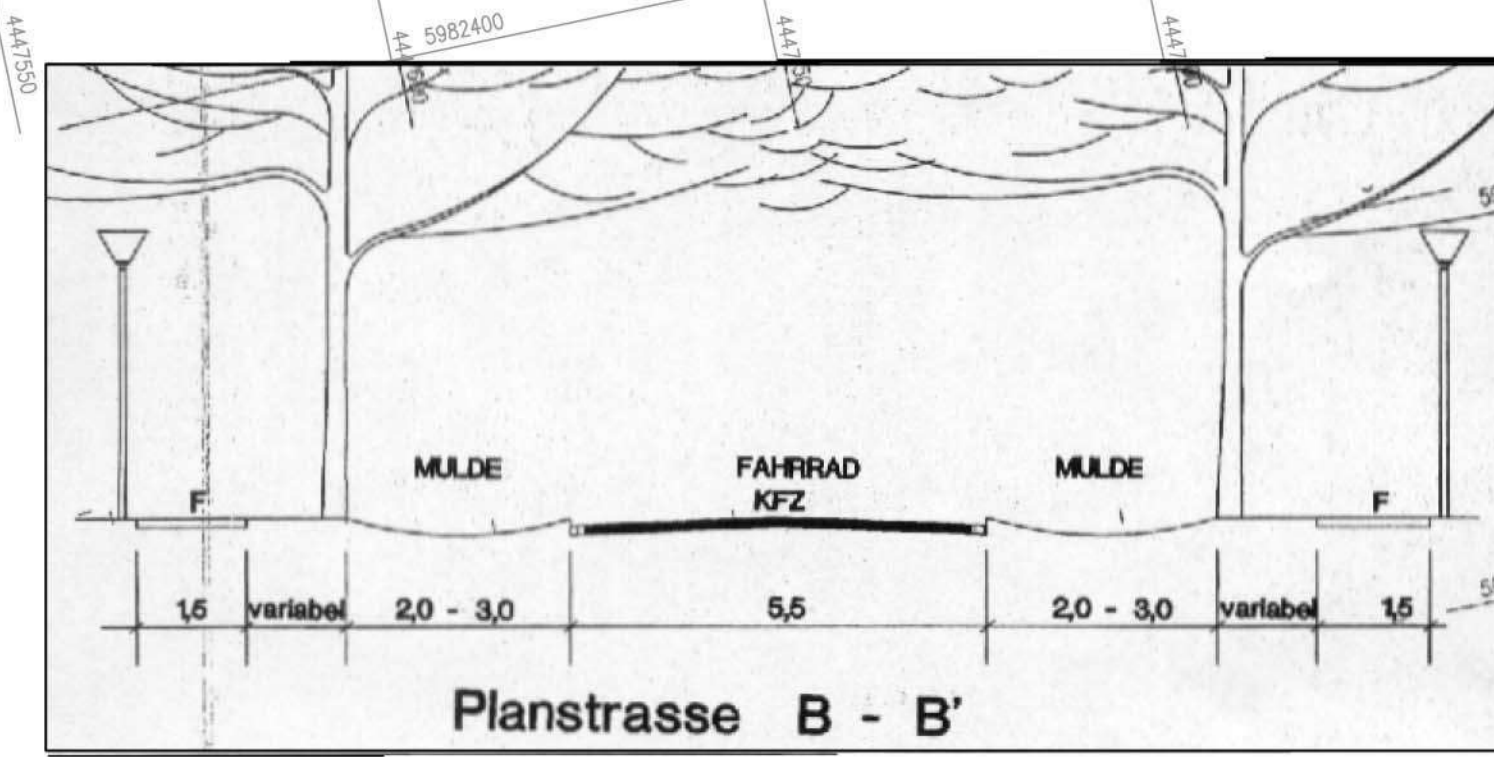 4447550
5982400
MULDE FAHRRAD MULDE
F KFZ F
1,5 variabel 2,0 - 3,0 5,5 2,0 - 3,0 variabel 1,5
Planstrasse B - B'